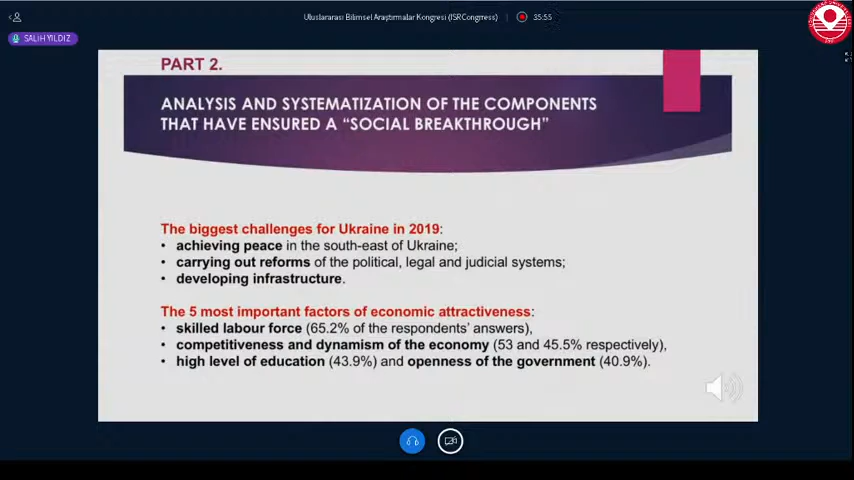 Uluslararası Bilimsel Araştırmalar Kongresi (ISRCongrress)
35:55
SALİH YILDIZ
PART 2.
ANALYSIS AND SYSTEMATIZATION OF THE COMPONENTS
THAT HAVE ENSURED A “SOCIAL BREAKTHROUGH”
The biggest challenges for Ukraine in 2019:
• achieving peace in the south-east of Ukraine;
• carrying out reforms of the political, legal and judicial systems;
• developing infrastructure.
The 5 most important factors of economic attractiveness:
• skilled labour force (65.2% of the respondents’ answers),
• competitiveness and dynamism of the economy (53 and 45.5% respectively),
• high level of education (43.9%) and openness of the government (40.9%).